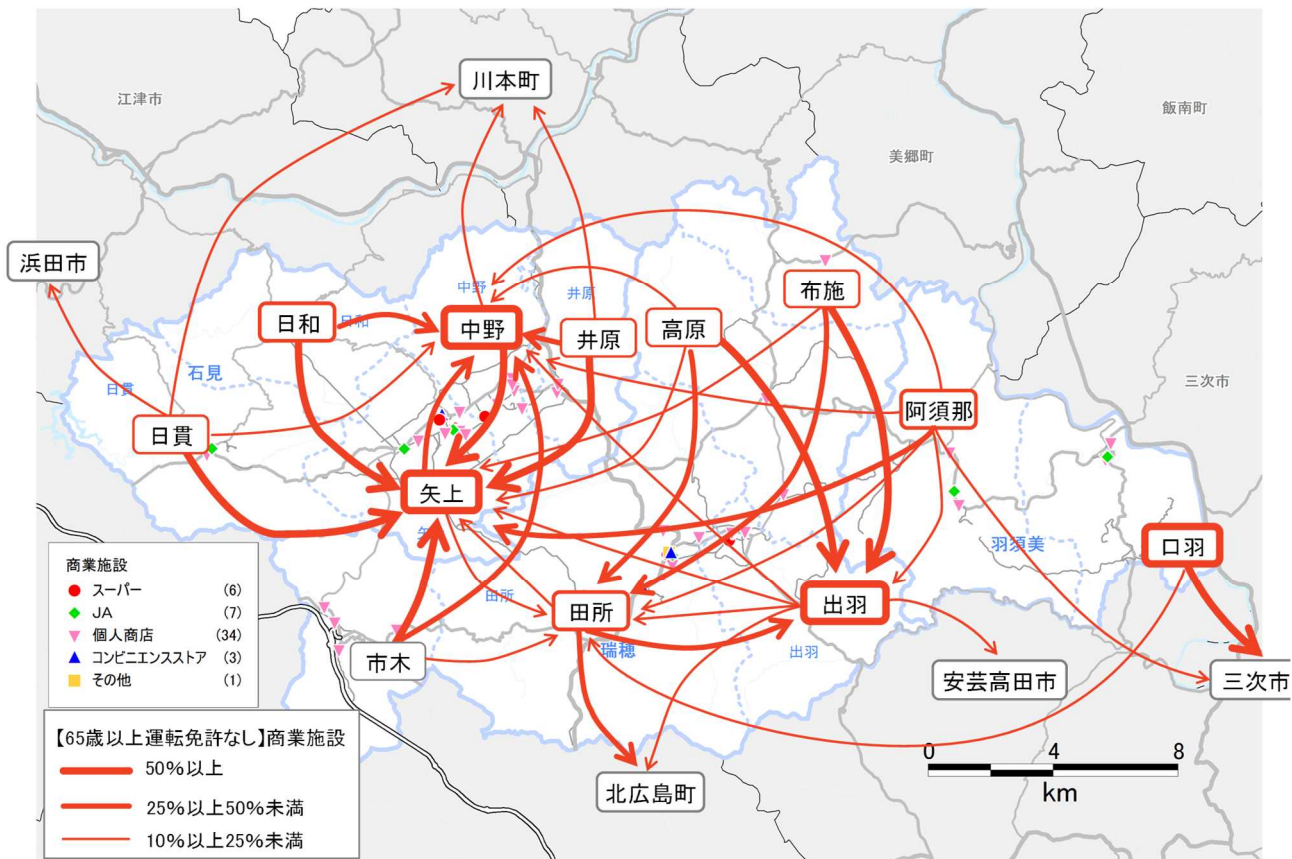 川本町
江津市
飯南町
美郷町
浜田市
三次市
中野
井原
布施
日和
日和
中野
井原
高原
石見
日貫
日貫
阿須那
矢上
羽須美
口羽
商業施設
スーパー (6)
JA (7)
個人商店 (34)
コンビニエンスストア (3)
その他 (1)
田所
田所
出羽
市木
瑞穂
出羽
安芸高田市
三次市
北広島町
【65歳以上運転免許なし】商業施設
50%以上
25%以上50%未満
10%以上25%未満
0 4 8
km